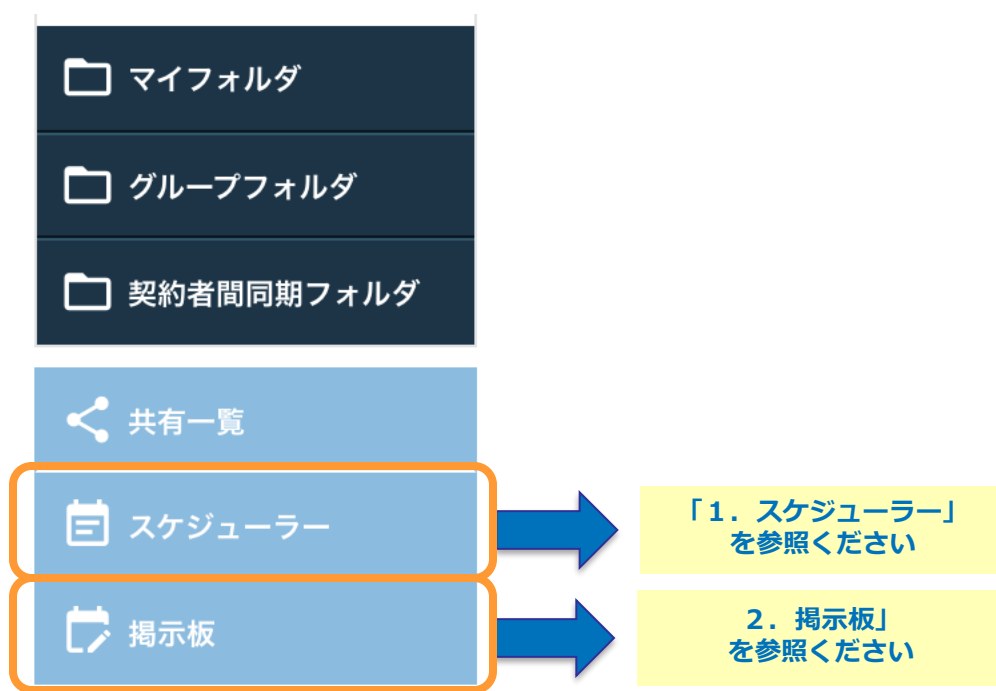 マイフォルダ
グループフォルダ
契約者間同期フォルダ
共有一覧
スケジューラー
「１．スケジューラー」
を参照ください
掲示板
２．掲示板」
を参照ください